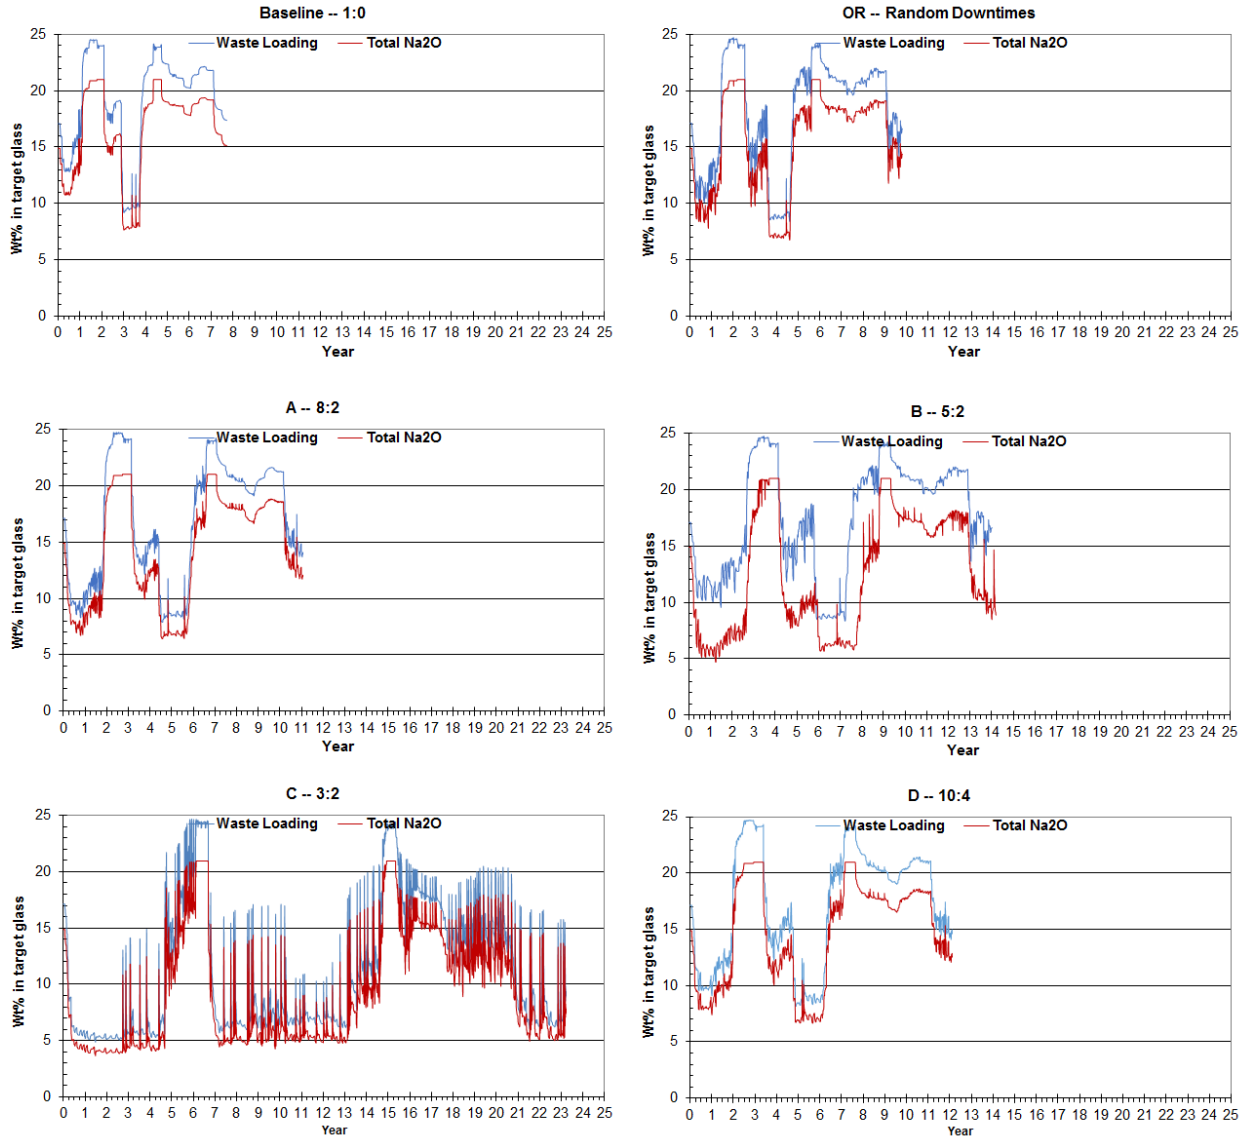 Baseline -- 1:0
Waste Loading Total Na2O
25
20
15
10
5
0
Wt% in target glass
0 1 2 3 4 5 6 7 8 9 10 11 12 13 14 15 16 17 18 19 20 21 22 23 24 25
Year
OR -- Random Downtimes
Waste Loading Total Na2O
25
20
15
10
5
0
Wt% in target glass
0 1 2 3 4 5 6 7 8 9 10 11 12 13 14 15 16 17 18 19 20 21 22 23 24 25
Year
A -- 8:2
Waste Loading Total Na2O
25
20
15
10
5
0
Wt% in target glass
0 1 2 3 4 5 6 7 8 9 10 11 12 13 14 15 16 17 18 19 20 21 22 23 24 25
Year
B -- 5:2
Waste Loading Total Na2O
25
20
15
10
5
0
Wt% in target glass
0 1 2 3 4 5 6 7 8 9 10 11 12 13 14 15 16 17 18 19 20 21 22 23 24 25
Year
C -- 3:2
Waste Loading Total Na2O
25
20
15
10
5
0
Wt% in target glass
0 1 2 3 4 5 6 7 8 9 10 11 12 13 14 15 16 17 18 19 20 21 22 23 24 25
Year
D -- 10:4
Waste Loading Total Na2O
25
20
15
10
5
0
Wt% in target glass
0 1 2 3 4 5 6 7 8 9 10 11 12 13 14 15 16 17 18 19 20 21 22 23 24 25
Year